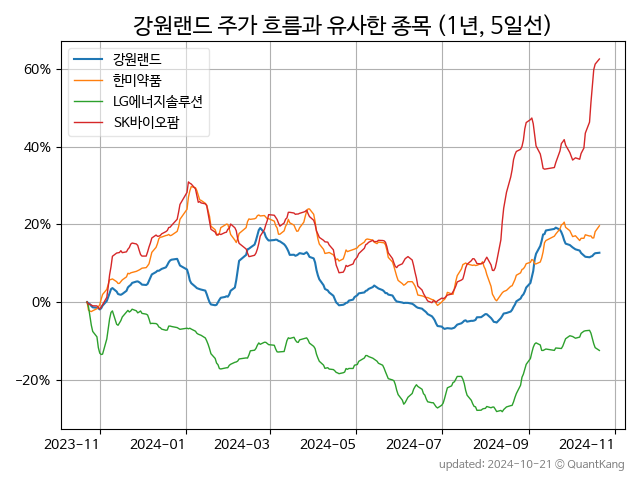 강원랜드 주가 흐름과 유사한 종목 (1년, 5일선)
강원랜드
한미약품
LG에너지솔루션
SK바이오팜
60%
40%
20%
0%
−20%
2023-11 2024-01 2024-03 2024-05 2024-07 2024-09 2024-11
updated: 2024-10-21 © QuantKang